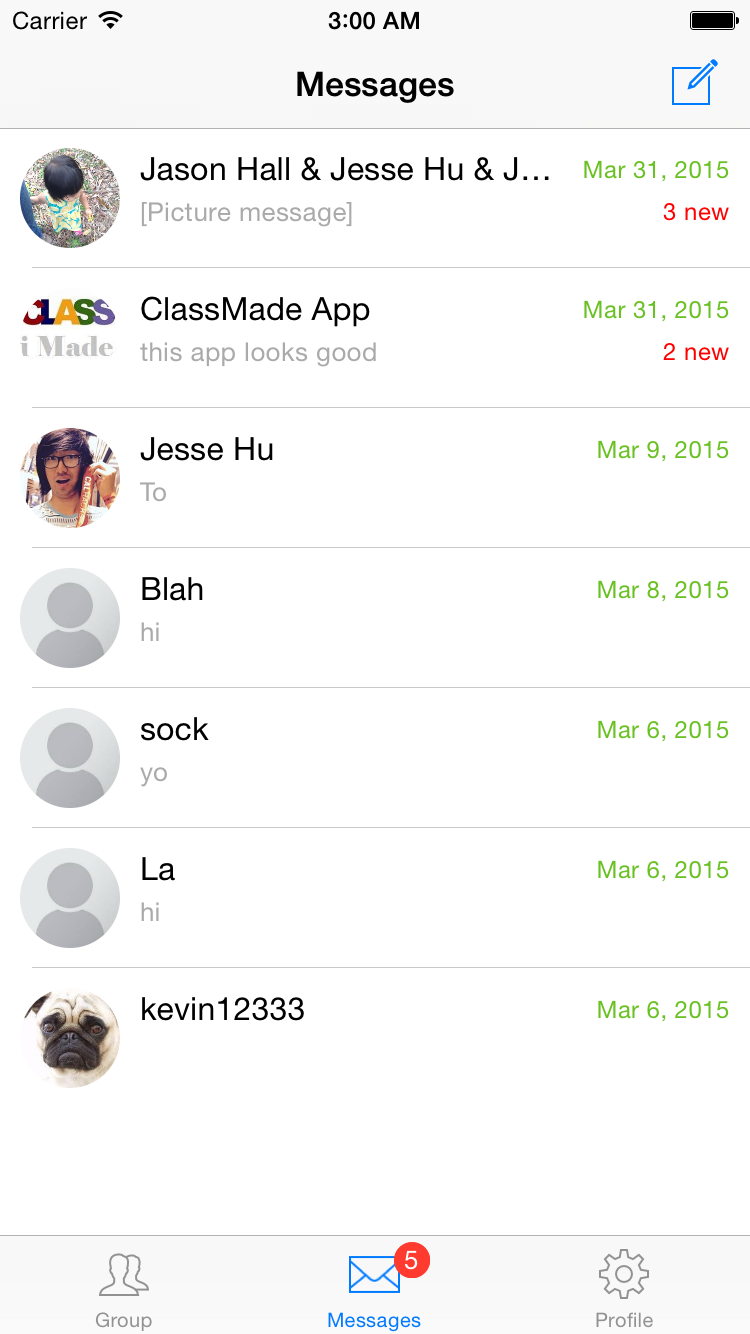 Carrier 3:00 AM
Messages
Jason Hall & Jesse Hu & J... Mar 31, 2015
[Picture message] 3 new
CLASS
i Made
ClassMade App Mar 31, 2015
this app looks good 2 new
Jesse Hu Mar 9, 2015
To
Blah Mar 8, 2015
hi
sock Mar 6, 2015
yo
La Mar 6, 2015
hi
kevin12333 Mar 6, 2015
5
Group Messages Profile